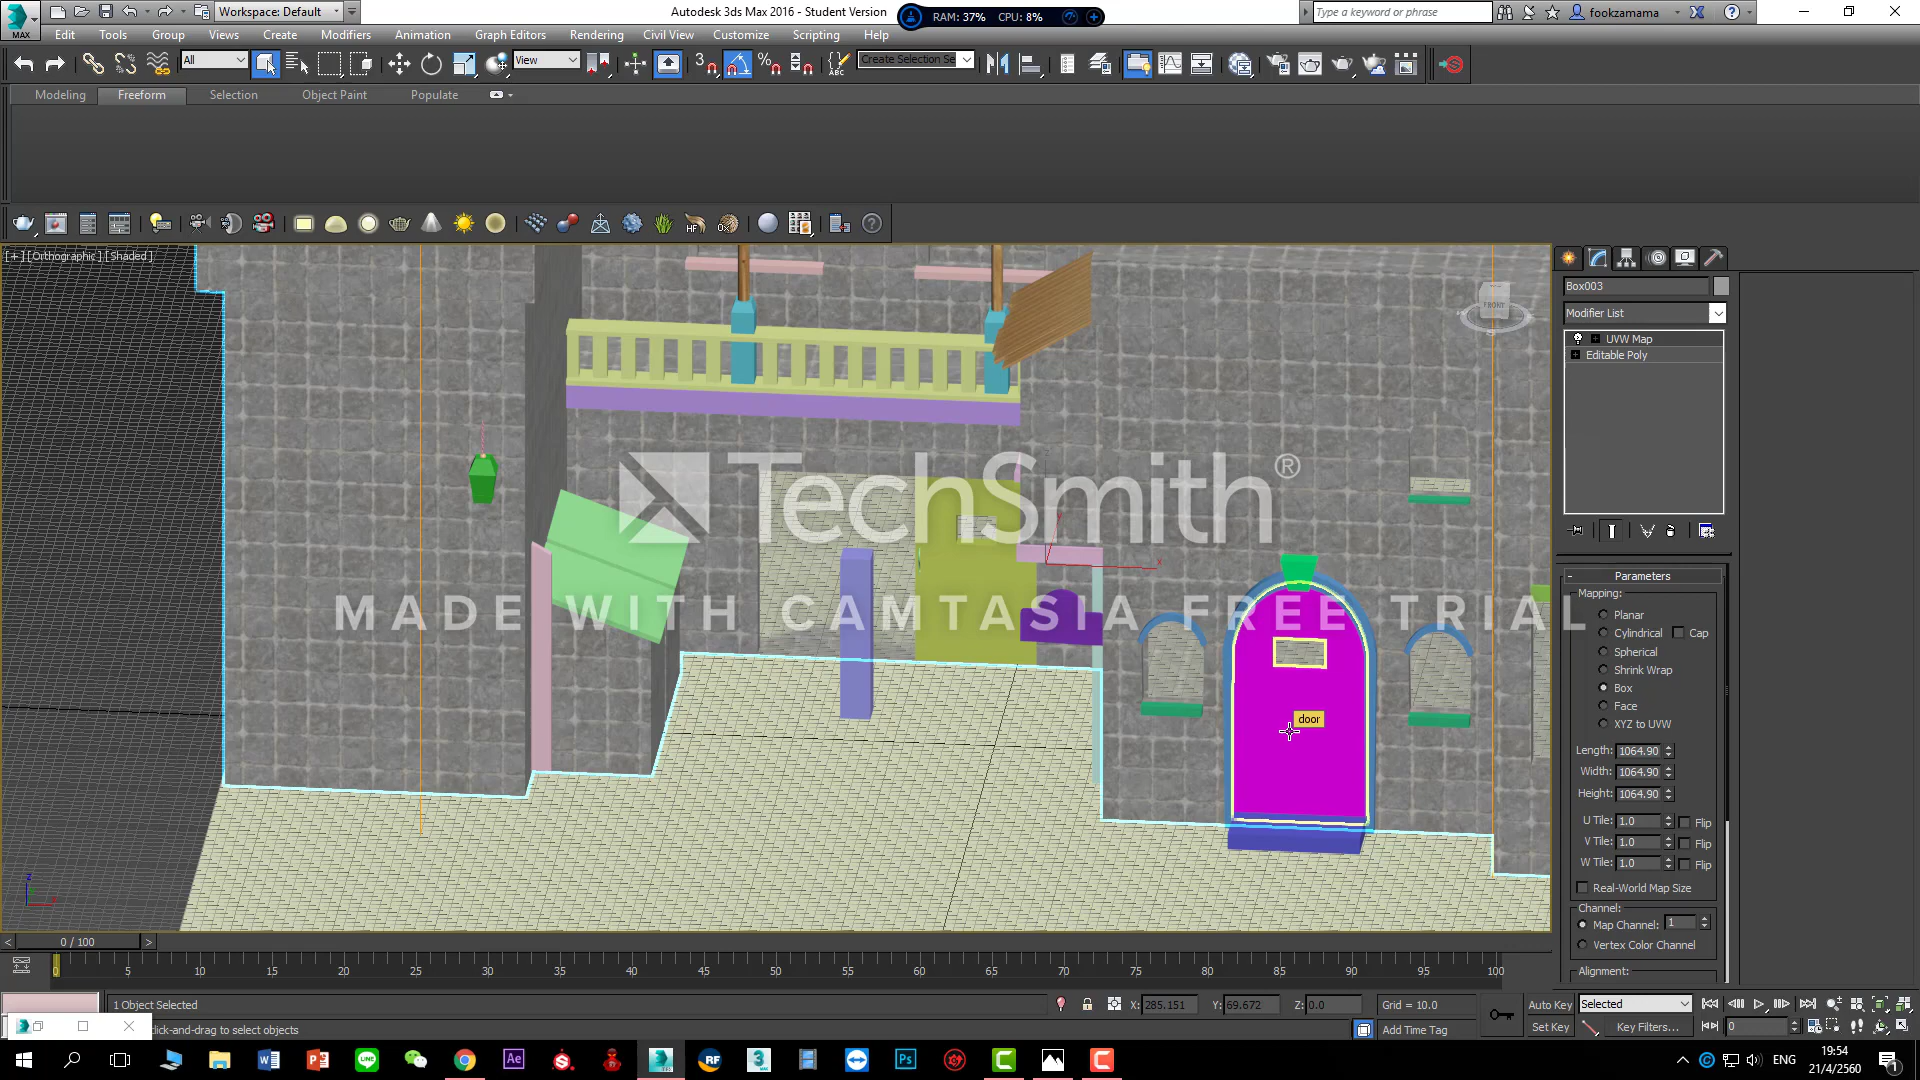 Workspace: Default
Autodesk 3ds Max 2016 - Student Version
RAM: 37% CPU: 8%
Type a keyword or phrase
fookzamama
MAX
Edit Tools Group Views Create Modifiers Animation Graph Editors Rendering Civil View Customize Scripting Help
All
View
3
Create Selection Se
Modeling Freeform Selection Object Paint Populate
[+] [Orthographic] [Shaded]
FRONT
Box003
Modifier List
UVW Map
Editable Poly
TechSmith®
MADE WITH CAMTASIA FREE TRIAL
door
x
z
Parameters
Mapping:
Planar
Cylindrical Cap
Spherical
Shrink Wrap
Box
Face
XYZ to UVW
Length: 1064.90
Width: 1064.90
Height: 1064.90
U Tile: 1.0 Flip
V Tile: 1.0 Flip
W Tile: 1.0 Flip
Real-World Map Size
Channel:
Map Channel: 1
Vertex Color Channel
Alignment:
< 0 / 100 >
0 5 10 15 20 25 30 35 40 45 50 55 60 65 70 75 80 85 90 95 100
1 Object Selected
X: 285.151 Y: 69.672 Z: 0.0 Grid = 10.0
Auto Key Selected
click-and-drag to select objects
Add Time Tag
Set Key Key Filters... 0
ENG
19:54
21/4/2560